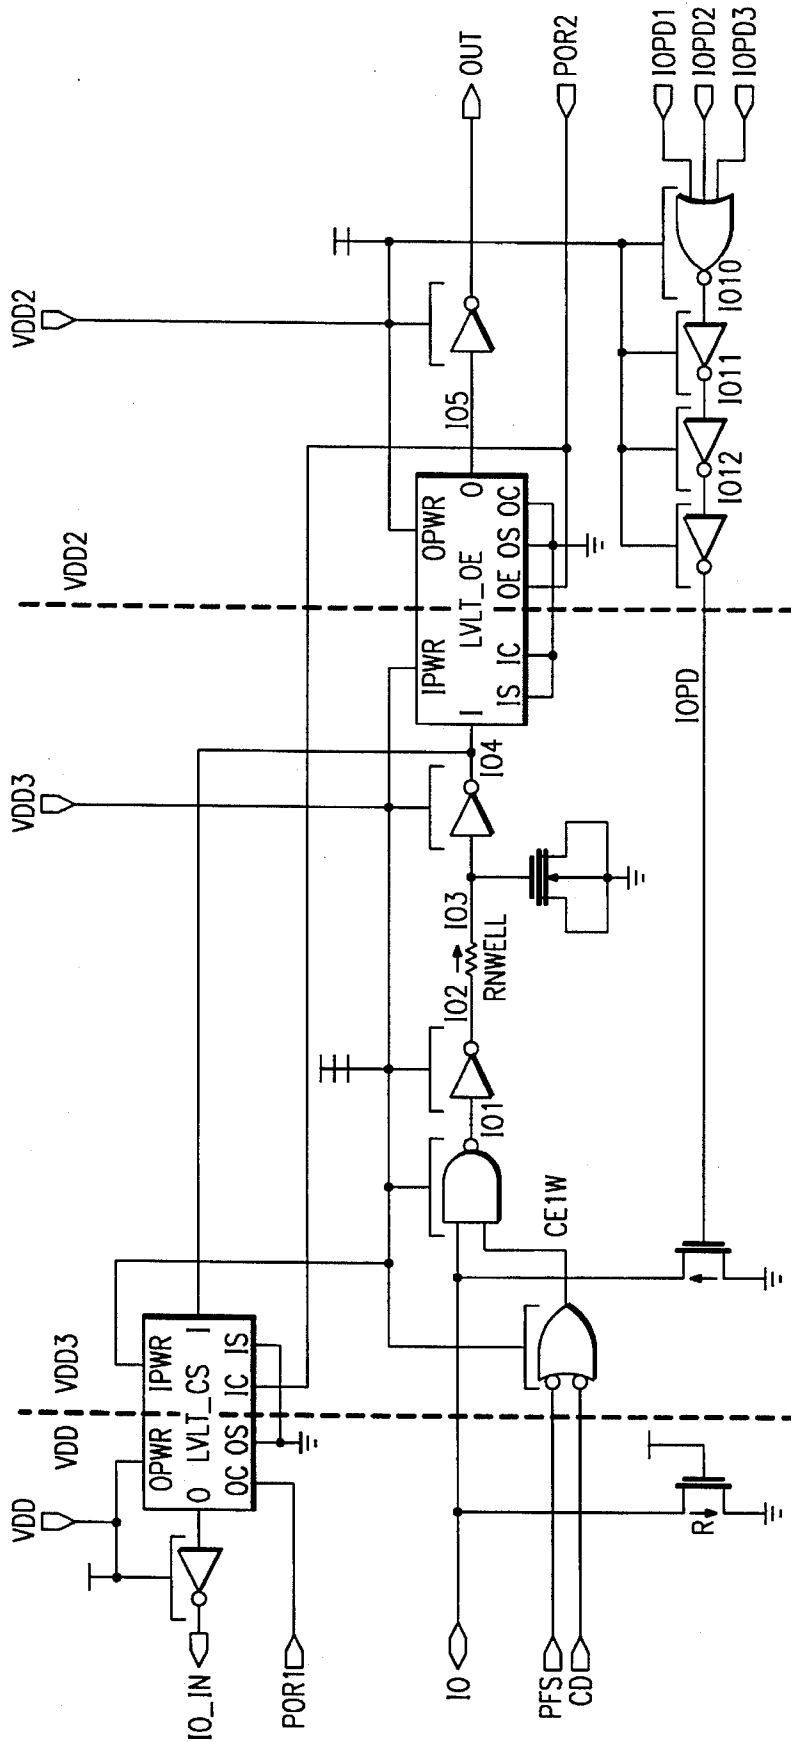 VDD
VDD3
VDD2
OUT
VDD
VDD3
VDD2
IO_IN
OPWR
IPWR
O
LVLT_CS
I
OC
OS
IC
IS
POR1
IO
PFS
CD
CE1W
IO1
IO2
RNWELL
IO3
IO4
IPWR
OPWR
I
LVLT_OE
O
IS
IC
OE
OS
OC
IO5
POR2
R
IOPD
IO12
IO11
IO10
IOPD1
IOPD2
IOPD3